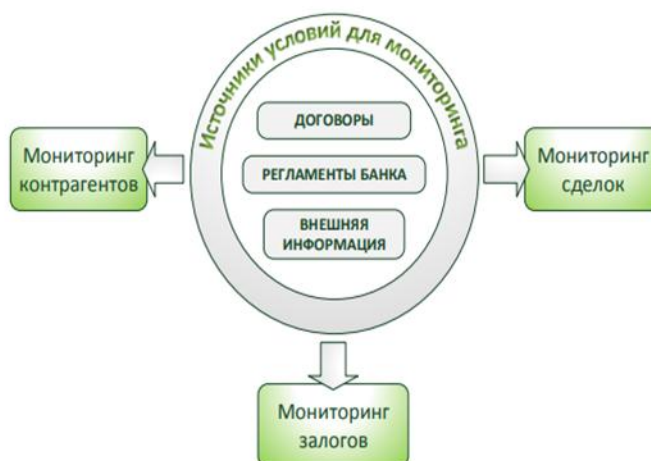 Источники условий для мониторинга
ДОГОВОРЫ
РЕГЛАМЕНТЫ БАНКА
ВНЕШНЯЯ
ИНФОРМАЦИЯ
Мониторинг
контрагентов
Мониторинг
сделок
Мониторинг
залогов